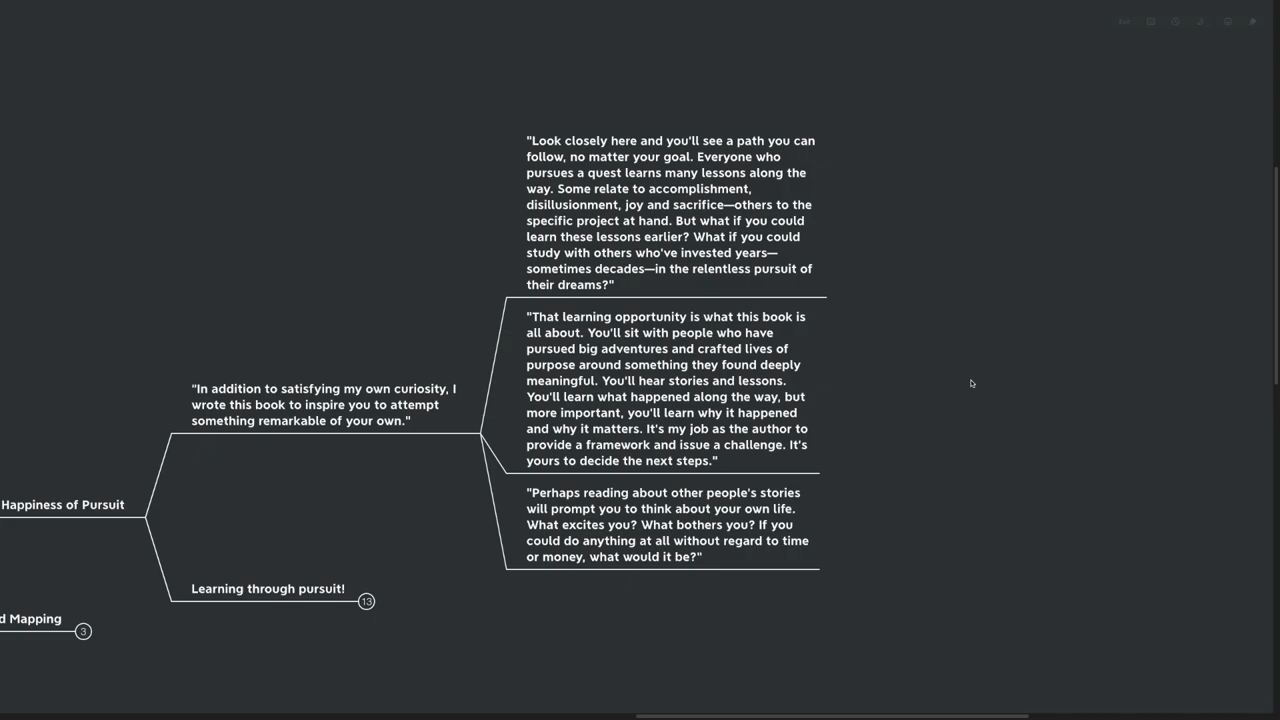 "Look closely here and you'll see a path you can
follow, no matter your goal. Everyone who
pursues a quest learns many lessons along the
way. Some relate to accomplishment,
disillusionment, joy and sacrifice—others to the
specific project at hand. But what if you could
learn these lessons earlier? What if you could
study with others who've invested years—
sometimes decades—in the relentless pursuit of
their dreams?"
"That learning opportunity is what this book is
all about. You'll sit with people who have
pursued big adventures and crafted lives of
purpose around something they found deeply
meaningful. You'll hear stories and lessons.
You'll learn what happened along the way, but
more important, you'll learn why it happened
and why it matters. It's my job as the author to
provide a framework and issue a challenge. It's
yours to decide the next steps."
"In addition to satisfying my own curiosity, I
wrote this book to inspire you to attempt
something remarkable of your own."
"Perhaps reading about other people's stories
will prompt you to think about your own life.
What excites you? What bothers you? If you
could do anything at all without regard to time
or money, what would it be?"
Happiness of Pursuit
Learning through pursuit!
13
d Mapping
3